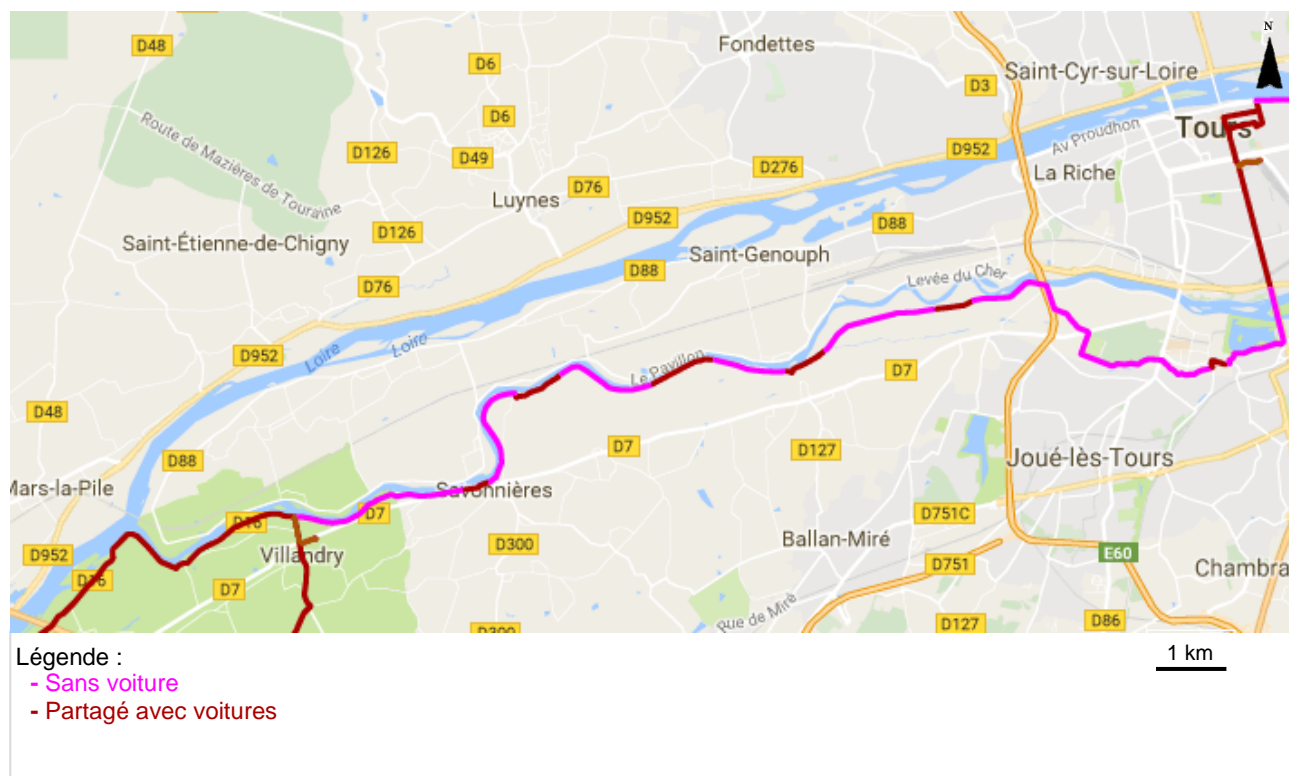 D48
Fondettes
N
D6
Saint-Cyr-sur-Loire
D3
D6
Route de Mazières de Touraine
Tours
Av Proudhon
D126
D49
D952
D276
La Riche
Luynes
D76
D952
D88
D126
Saint-Étienne-de-Chigny
Saint-Genouph
D88
D76
Levée du Cher
Loire
Loire
D952
Le Pavillon
D7
D48
D7
D127
D88
Joué-lès-Tours
Mars-la-Pile
Savonnières
D7
D751C
D16
Ballan-Miré
D300
Villandry
D952
E60
D751
Chambra
D16
D7
Rue de Miré
D127
D86
D300
Légende :
1 km
- Sans voiture
- Partagé avec voitures